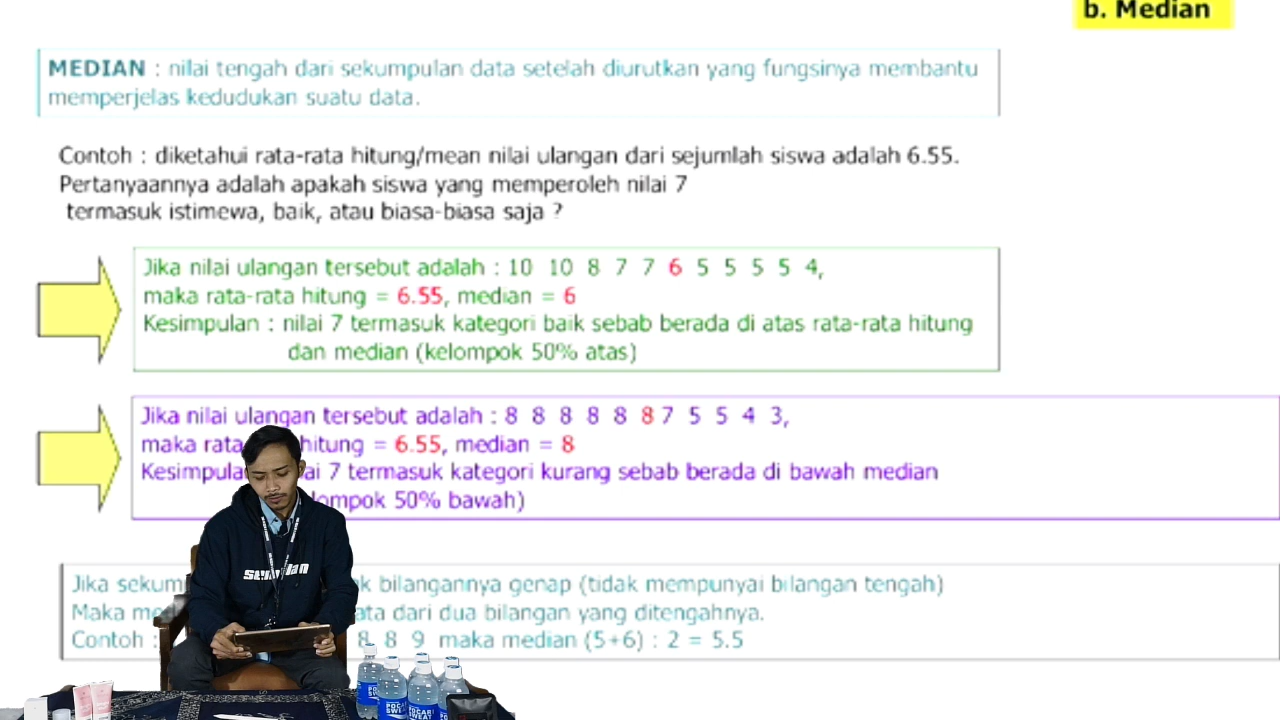 b. Median
MEDIAN : nilai tengah dari sekumpulan data setelah diurutkan yang fungsinya membantu
memperjelas kedudukan suatu data.
Contoh : diketahui rata-rata hitung/mean nilai ulangan dari sejumlah siswa adalah 6.55.
Pertanyaannya adalah apakah siswa yang memperoleh nilai 7
termasuk istimewa, baik, atau biasa-biasa saja ?
Jika nilai ulangan tersebut adalah : 10 10 8 7 7 6 5 5 5 5 4,
maka rata-rata hitung = 6.55, median = 6
Kesimpulan : nilai 7 termasuk kategori baik sebab berada di atas rata-rata hitung
dan median (kelompok 50% atas)
Jika nilai ulangan tersebut adalah : 8 8 8 8 8 8 7 5 5 4 3,
maka rata hitung = 6.55, median = 8
Kesimpula ai 7 termasuk kategori kurang sebab berada di bawah median
lompok 50% bawah)
Jika sekum k bilangannya genap (tidak mempunyai bilangan tengah)
Maka me ata dari dua bilangan yang ditengahnya.
Contoh : 8 8 9 maka median (5+6) : 2 = 5.5
POCARI SWEAT